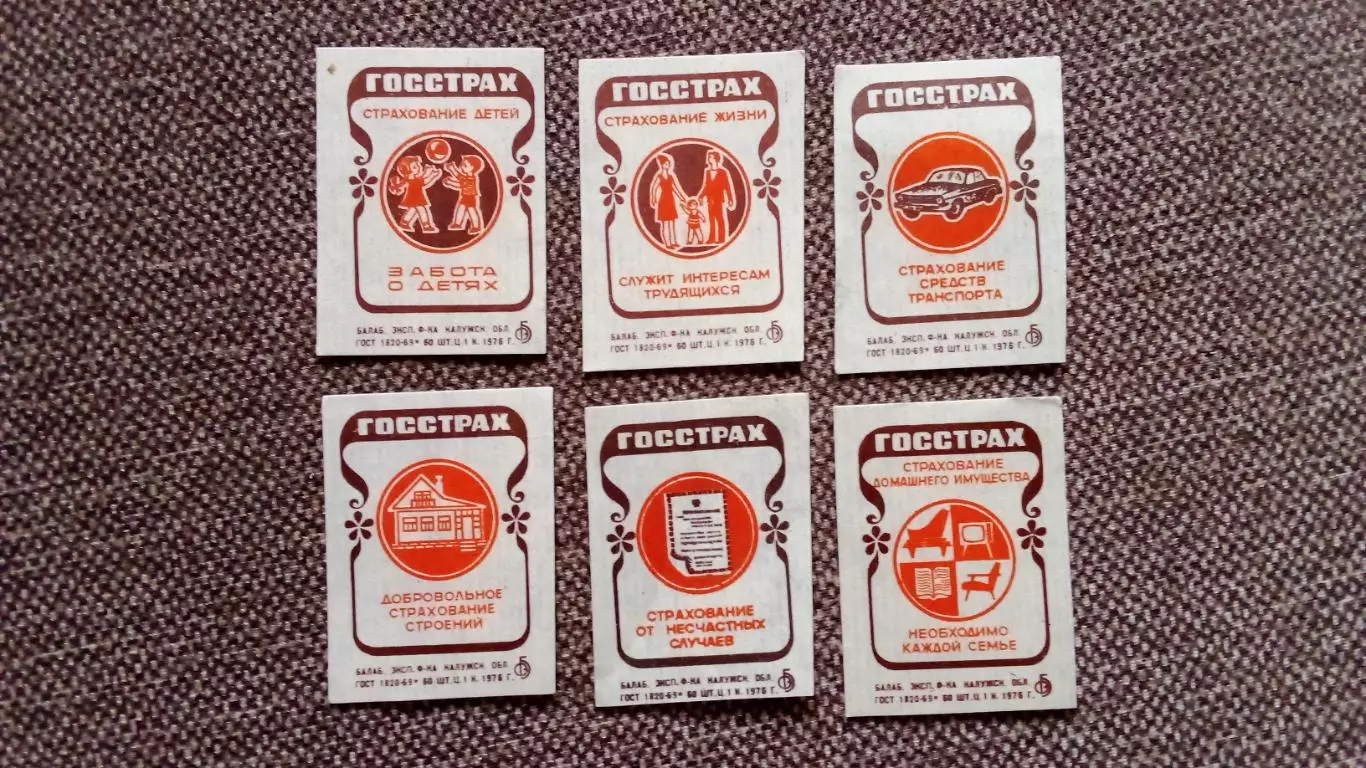 ГОССТРАХ
СТРАХОВАНИЕ ДЕТЕЙ
ЗАБОТА
О ДЕТЯХ
БАЛАБ. ЭКСП. Ф-КА КАЛУЖСК. ОБЛ.
ГОСТ 1820-69* 60 ШТ. Ц. 1 К. 1976 Г.
ГОССТРАХ
СТРАХОВАНИЕ ЖИЗНИ
СЛУЖИТ ИНТЕРЕСАМ
ТРУДЯЩИХСЯ
БАЛАБ. ЭКСП. Ф-КА КАЛУЖСК. ОБЛ.
ГОСТ 1820-69* 60 ШТ. Ц. 1 К. 1976 Г.
ГОССТРАХ
СТРАХОВАНИЕ
СРЕДСТВ
ТРАНСПОРТА
БАЛАБ. ЭКСП. Ф-КА КАЛУЖСК. ОБЛ.
ГОСТ 1820-69* 60 ШТ. Ц. 1 К. 1976 Г.
ГОССТРАХ
ДОБРОВОЛЬНОЕ
СТРАХОВАНИЕ
СТРОЕНИЙ
БАЛАБ. ЭКСП. Ф-КА КАЛУЖСК. ОБЛ.
ГОСТ 1820-69* 60 ШТ. Ц. 1 К. 1976 Г.
ГОССТРАХ
СТРАХОВАНИЕ
ОТ НЕСЧАСТНЫХ
СЛУЧАЕВ
БАЛАБ. ЭКСП. Ф-КА КАЛУЖСК. ОБЛ.
ГОСТ 1820-69* 60 ШТ. Ц. 1 К. 1976 Г.
ГОССТРАХ
СТРАХОВАНИЕ
ДОМАШНЕГО ИМУЩЕСТВА
НЕОБХОДИМО
КАЖДОЙ СЕМЬЕ
БАЛАБ. ЭКСП. Ф-КА КАЛУЖСК. ОБЛ.
ГОСТ 1820-69* 60 ШТ. Ц. 1 К. 1976 Г.